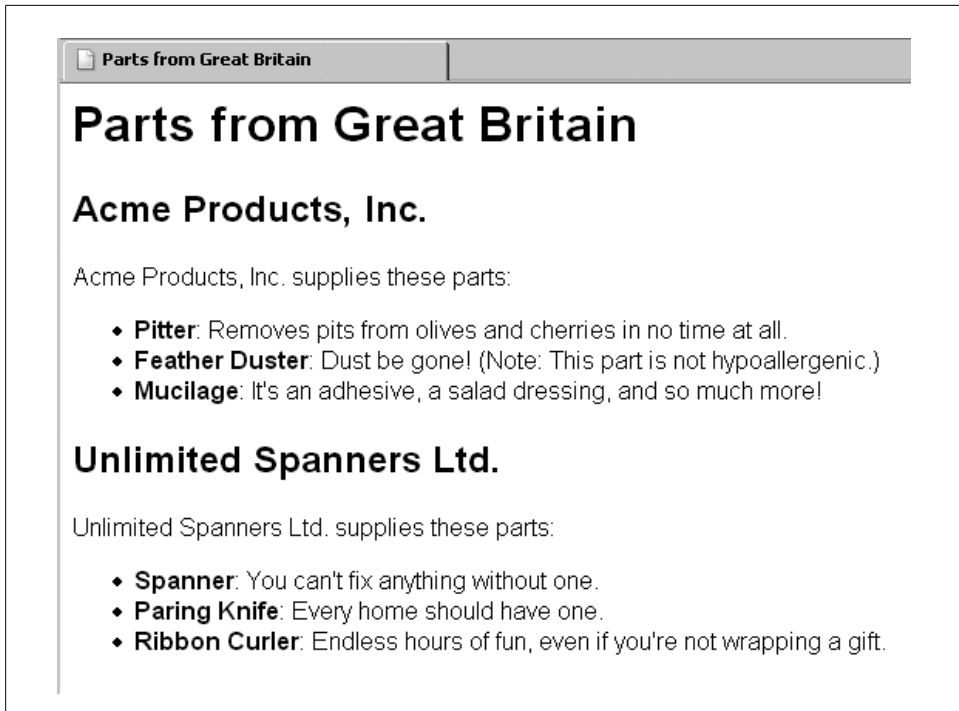 Parts from Great Britain
Parts from Great Britain
Acme Products, Inc.
Acme Products, Inc. supplies these parts:
• Pitter: Removes pits from olives and cherries in no time at all.
• Feather Duster: Dust be gone! (Note: This part is not hypoallergenic.)
• Mucilage: It's an adhesive, a salad dressing, and so much more!
Unlimited Spanners Ltd.
Unlimited Spanners Ltd. supplies these parts:
• Spanner: You can't fix anything without one.
• Paring Knife: Every home should have one.
• Ribbon Curler: Endless hours of fun, even if you're not wrapping a gift.